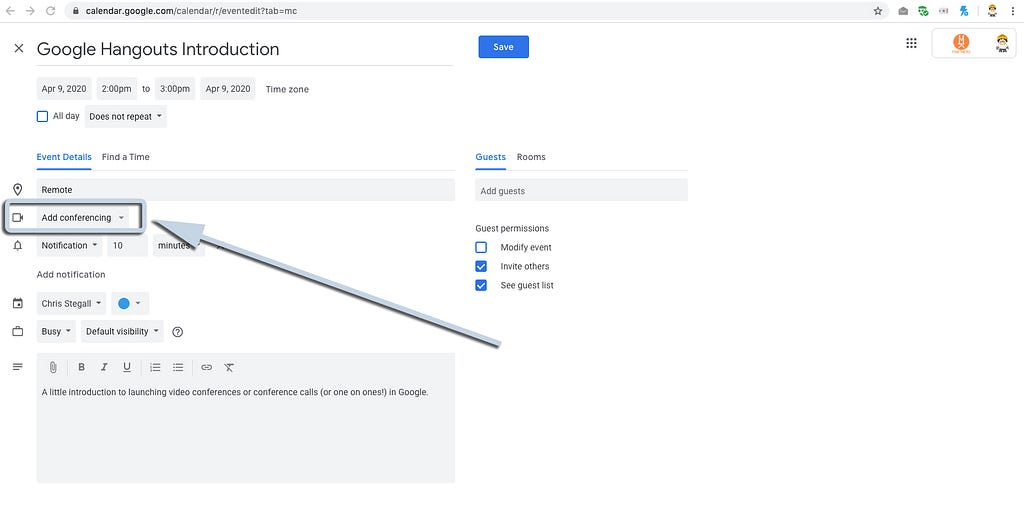 calendar.google.com/calendar/r/eventedit?tab=mc
Google Hangouts Introduction
Save
Apr 9, 2020 2:00pm to 3:00pm Apr 9, 2020 Time zone
All day Does not repeat
Event Details Find a Time
Guests Rooms
Remote
Add guests
Add conferencing
Notification 10 minutes
Guest permissions
Modify event
Invite others
See guest list
Add notification
Chris Stegall
Busy Default visibility
B I U
A little introduction to launching video conferences or conference calls (or one on ones!) in Google.